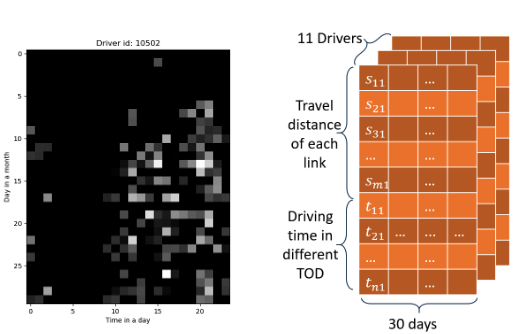 Driver id: 10502
0
5
10
15
20
25
Day in a month
0
5
10
15
20
Time in a day
11 Drivers
Travel
distance
of each
link
Driving
time in
different
TOD
s₁₁ ...
s₂₁ ...
s₃₁ ...
... ...
sₘ₁ ...
t₁₁ ...
t₂₁ ... ... ...
... ...
tₙ₁ ...
30 days